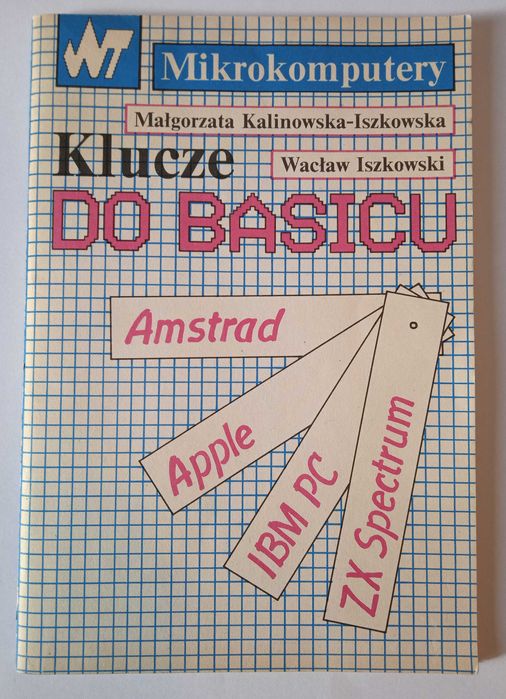 WT
Mikrokomputery
Małgorzata Kalinowska-Iszkowska
Klucze
Wacław Iszkowski
DO BASICU
Amstrad
Apple
IBM PC
ZX Spectrum